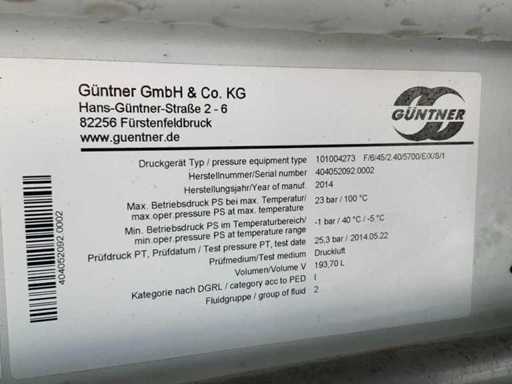 Güntner GmbH & Co. KG
Hans-Güntner-Straße 2 - 6
82256 Fürstenfeldbruck
www.guentner.de
GÜNTNER
Druckgerät Typ / pressure equipment type 101004273 F/6/45/2.40/5700/E/X/S/1
Herstellnummer/Serial number 404052092.0002
Herstellungsjahr/Year of manuf. 2014
Max. Betriebsdruck PS bei max. Temperatur/ 23 bar / 100 °C
max.oper.pressure PS at max. temperature
Min. Betriebsdruck PS im Temperaturbereich/ -1 bar / 40 °C / -5 °C
min.oper.pressure PS at temperature range
Prüfdruck PT, Prüfdatum / Test pressure PT, test date 25,3 bar / 2014.05.22
Prüfmedium/Test medium Druckluft
Volumen/Volume V 193,70 L
Kategorie nach DGRL / category acc to PED I
Fluidgruppe / group of fluid 2
404052092.0002